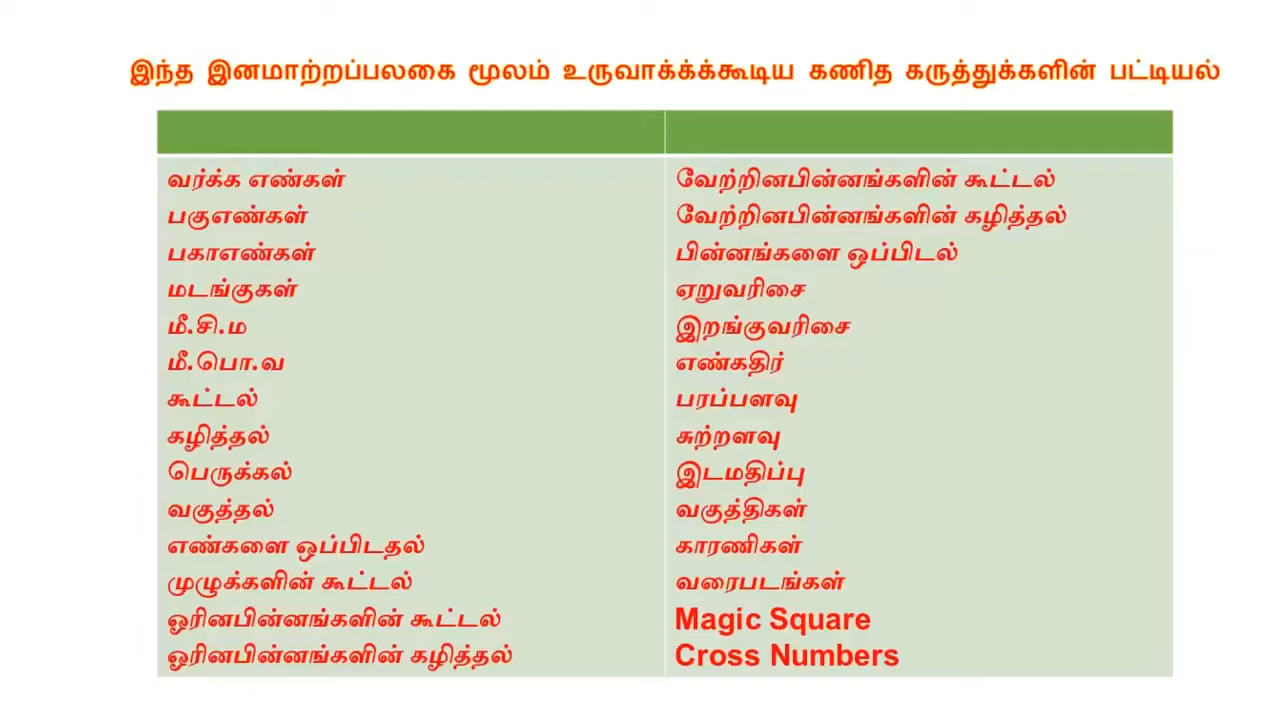 இந்த இனமாற்றப்பலகை மூலம் உருவாக்க்க்கூடிய கணித கருத்துக்களின் பட்டியல்
வர்க்க எண்கள்
பகுஎண்கள்
பகாஎண்கள்
மடங்குகள்
மீ.சி.ம
மீ.பொ.வ
கூட்டல்
கழித்தல்
பெருக்கல்
வகுத்தல்
எண்களை ஒப்பிடதல்
முழுக்களின் கூட்டல்
ஓரினபின்னங்களின் கூட்டல்
ஓரினபின்னங்களின் கழித்தல்
வேற்றினபின்னங்களின் கூட்டல்
வேற்றினபின்னங்களின் கழித்தல்
பின்னங்களை ஒப்பிடல்
ஏறுவரிசை
இறங்குவரிசை
எண்கதிர்
பரப்பளவு
சுற்றளவு
இடமதிப்பு
வகுத்திகள்
காரணிகள்
வரைபடங்கள்
Magic Square
Cross Numbers